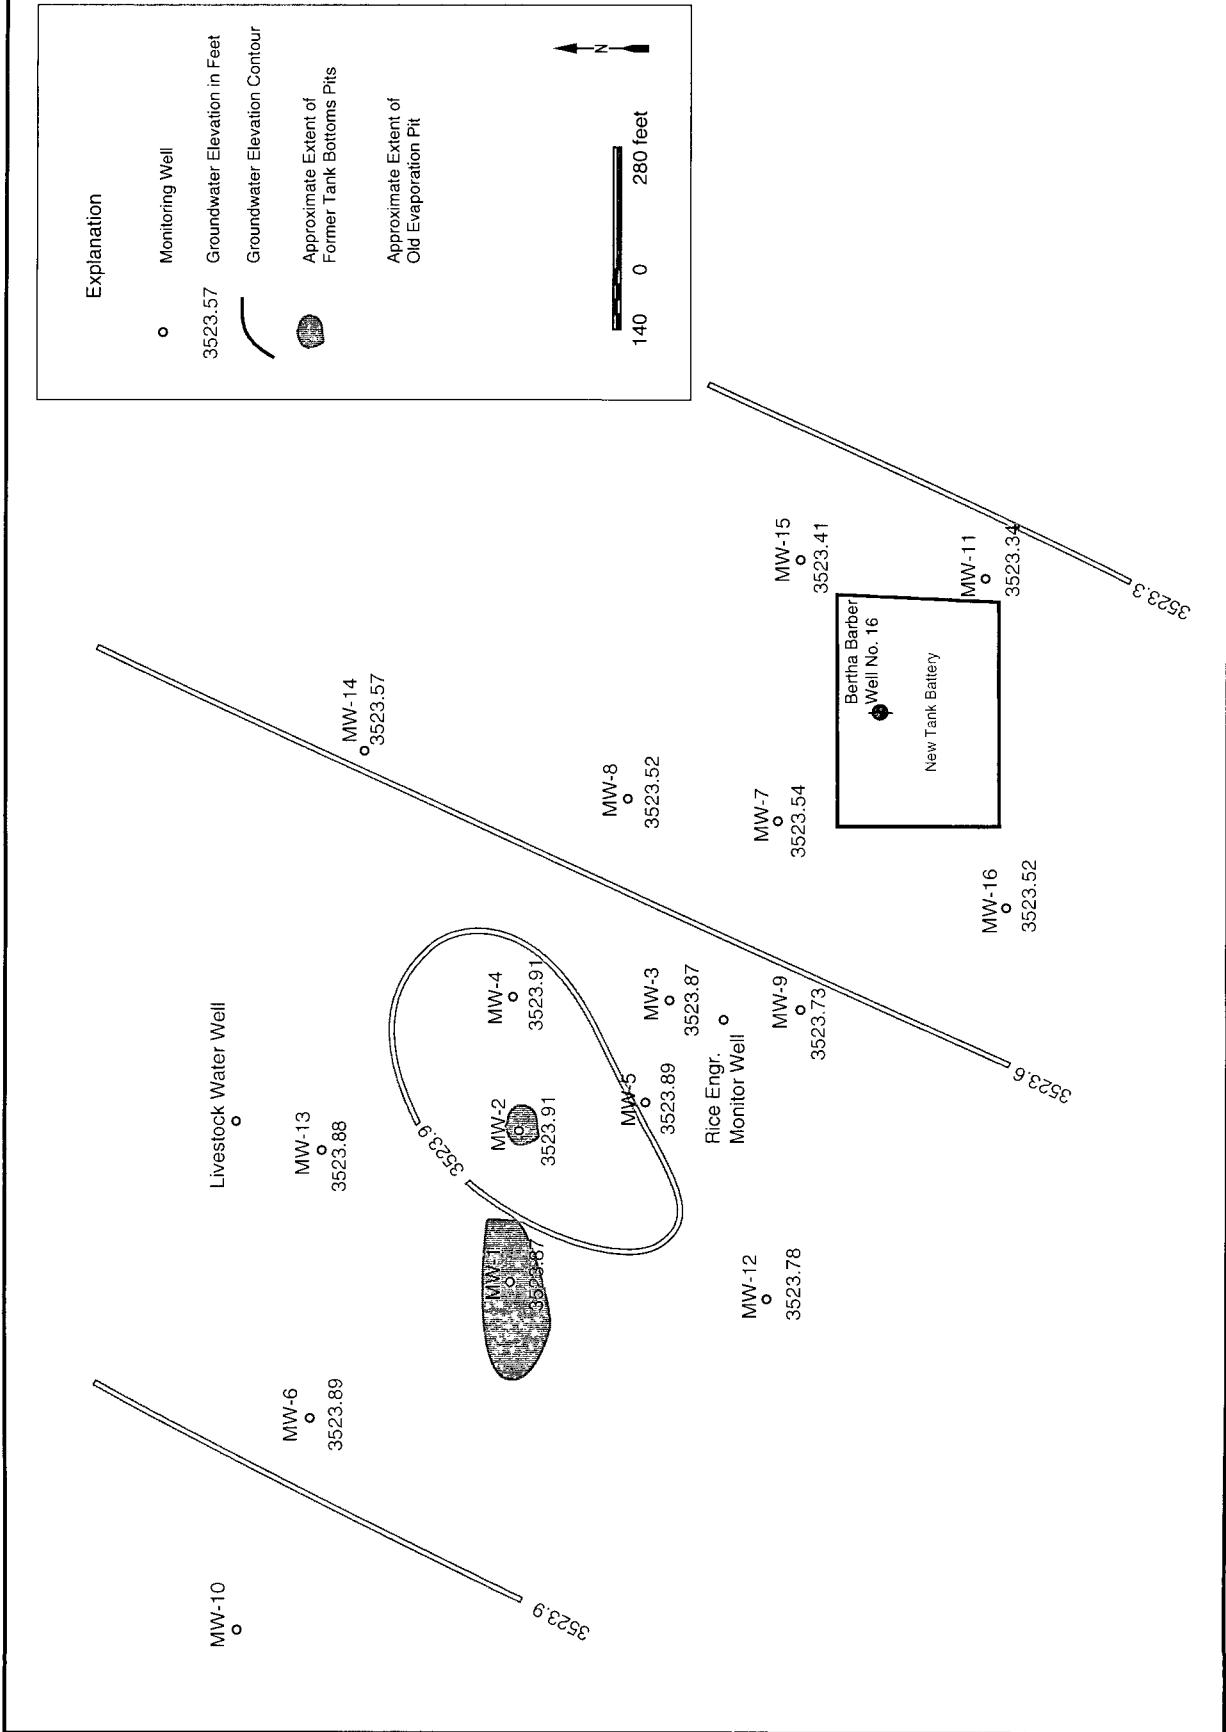 Explanation
Monitoring Well
3523.57 Groundwater Elevation in Feet
Groundwater Elevation Contour
Approximate Extent of
Former Tank Bottoms Pits
Approximate Extent of
Old Evaporation Pit
N
140 0 280 feet
MW-10
3523.9
MW-6
3523.89
Livestock Water Well
MW-13
3523.88
MW-14
3523.57
3523.9
MW-1
3523.87
MW-2
3523.91
MW-4
3523.91
MW-5
3523.89
MW-3
3523.87
MW-8
3523.52
Rice Engr.
Monitor Well
MW-12
3523.78
MW-9
3523.73
MW-7
3523.54
MW-15
3523.41
3523.6
Bertha Barber
Well No. 16
New Tank Battery
MW-16
3523.52
MW-11
3523.34
3523.3